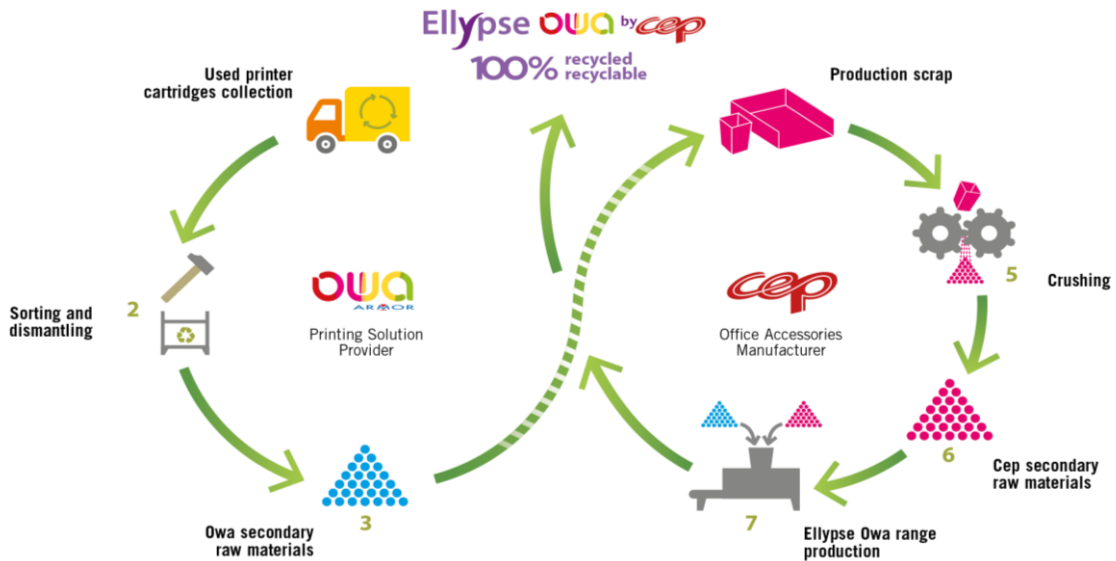 Ellypse owa by cep
100% recycled
recyclable
Used printer
cartridges collection
Production scrap
2
Sorting and
dismantling
owa
ARMOR
Printing Solution
Provider
cep
Office Accessories
Manufacturer
5
Crushing
3
Owa secondary
raw materials
6
Cep secondary
raw materials
7
Ellypse Owa range
production